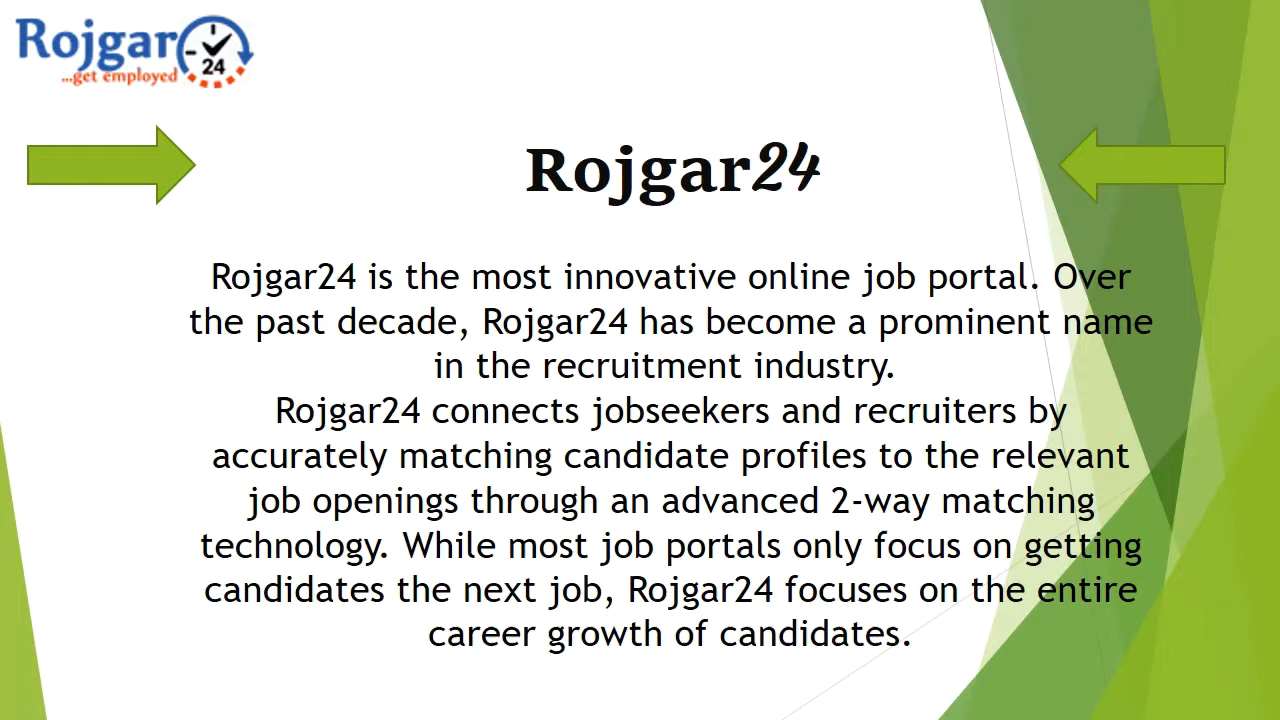 Rojgar
24
...get employed
Rojgar24
Rojgar24 is the most innovative online job portal. Over
the past decade, Rojgar24 has become a prominent name
in the recruitment industry.
Rojgar24 connects jobseekers and recruiters by
accurately matching candidate profiles to the relevant
job openings through an advanced 2-way matching
technology. While most job portals only focus on getting
candidates the next job, Rojgar24 focuses on the entire
career growth of candidates.